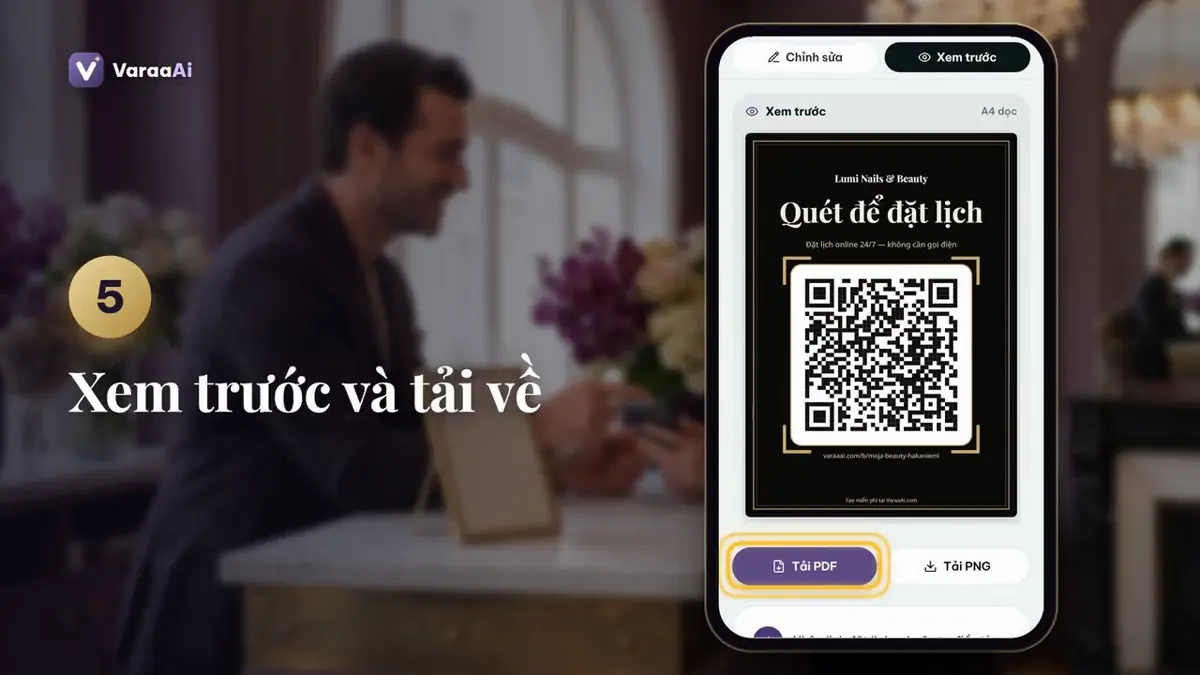 VaraaAi
5
Xem trước và tải về
Chỉnh sửa
Xem trước
Xem trước
A4 dọc
Lumi Nails & Beauty
Quét để đặt lịch
Đặt lịch online 24/7 — không cần gọi điện
varaaai.com/b/moja-beauty-hakaniemi
Tạo miễn phí tại VaraaAi.com
Tải PDF
Tải PNG